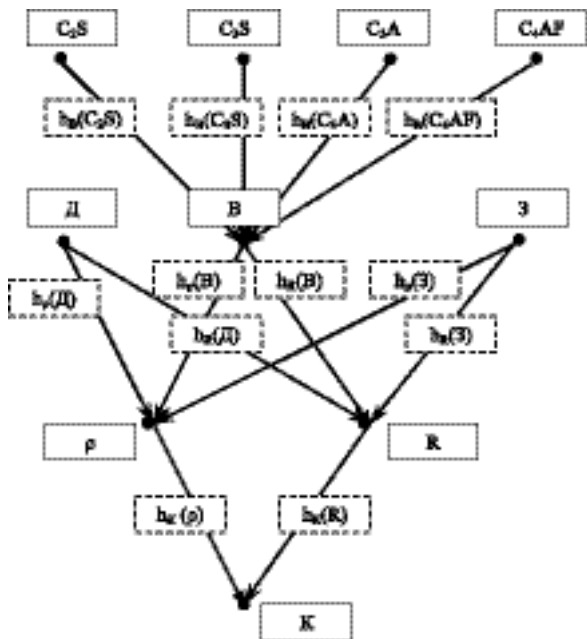 C₂S C₃S C₃A C₄AF
h_B(C₂S) h_B(C₃S) h_B(C₃A) h_B(C₄AF)
Д В З
h_ρ(Д) h_ρ(В) h_R(В) h_ρ(З)
h_R(Д) h_R(З)
ρ R
h_K(ρ) h_K(R)
K